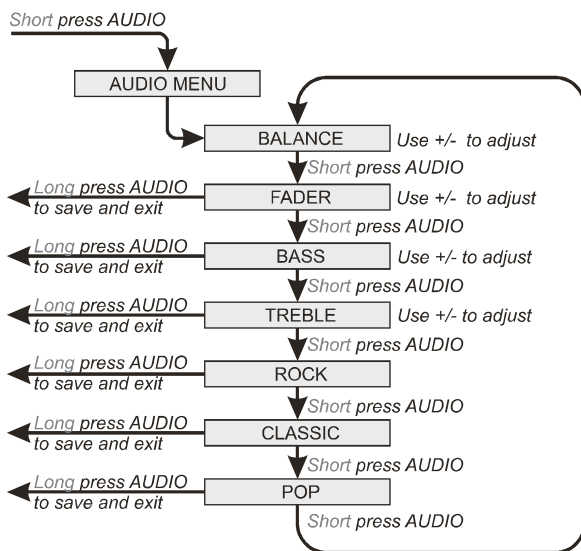 Short press AUDIO
AUDIO MENU
BALANCE Use +/- to adjust
Short press AUDIO
Long press AUDIO
to save and exit
FADER Use +/- to adjust
Short press AUDIO
Long press AUDIO
to save and exit
BASS Use +/- to adjust
Short press AUDIO
Long press AUDIO
to save and exit
TREBLE Use +/- to adjust
Short press AUDIO
Long press AUDIO
to save and exit
ROCK
Short press AUDIO
Long press AUDIO
to save and exit
CLASSIC
Short press AUDIO
Long press AUDIO
to save and exit
POP
Short press AUDIO